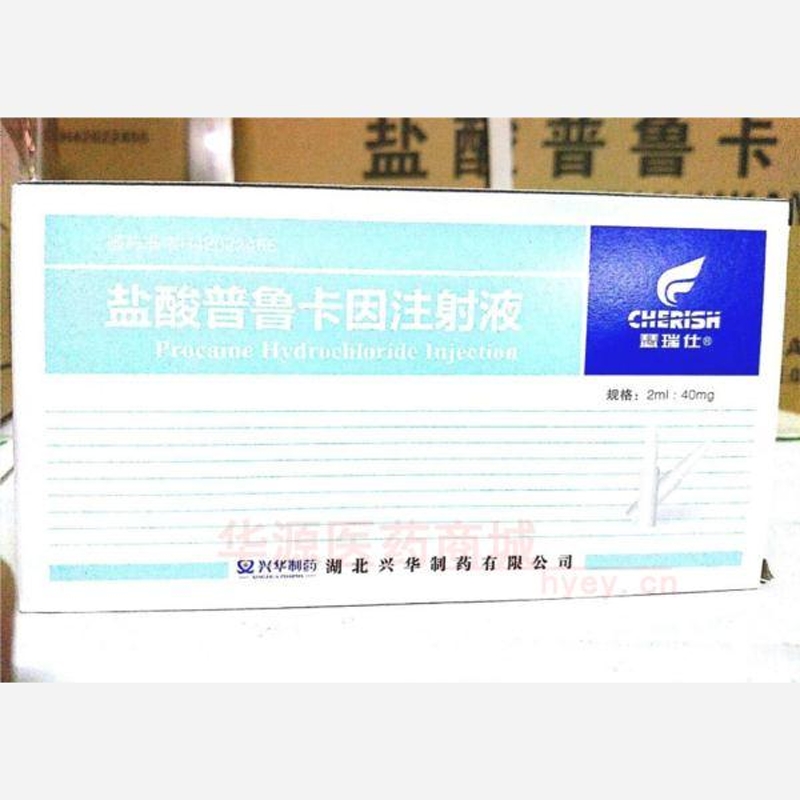 盐酸普鲁卡
盐酸普鲁卡因注射液
Procaine Hydrochloride Injection
CHERISH
喜瑞仕®
规格：2ml：40mg
华源医药商城
兴华制药 湖北兴华制药有限公司
hyey.cn